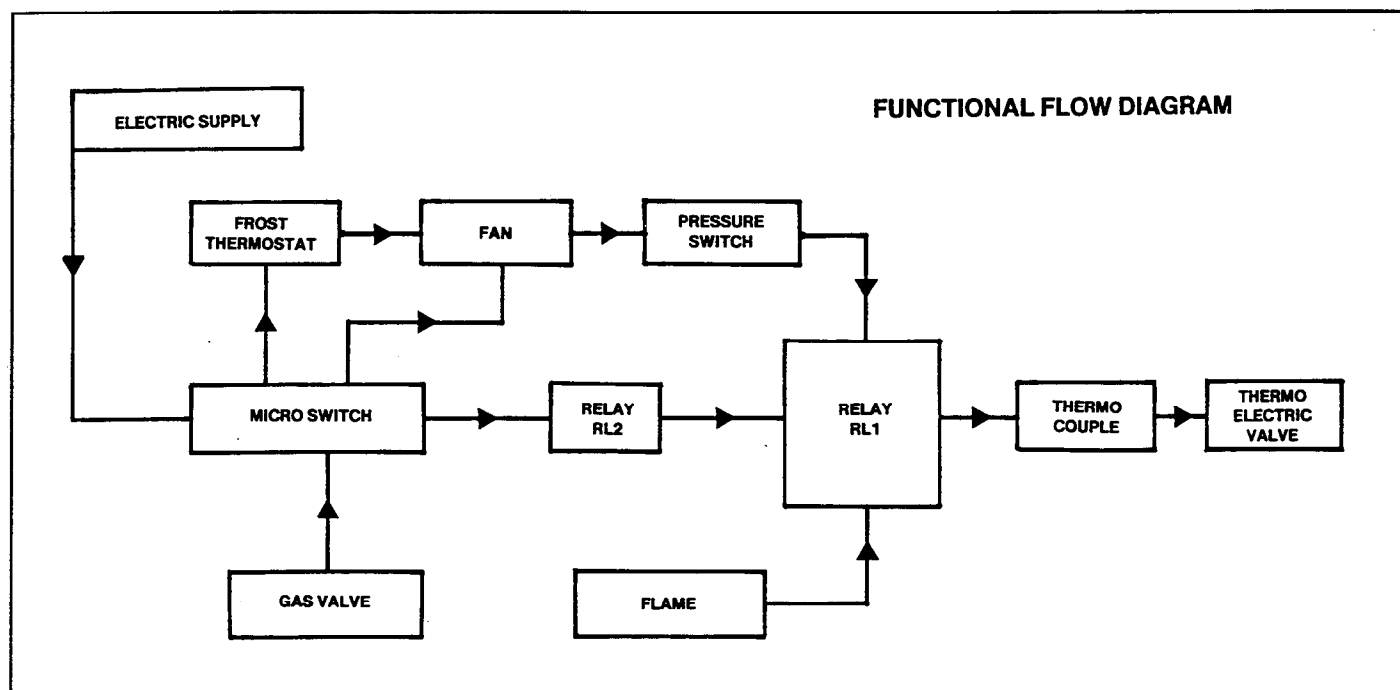 FUNCTIONAL FLOW DIAGRAM
ELECTRIC SUPPLY
FROST
THERMOSTAT
FAN
PRESSURE
SWITCH
MICRO SWITCH
RELAY
RL2
RELAY
RL1
THERMO
COUPLE
THERMO
ELECTRIC
VALVE
GAS VALVE
FLAME